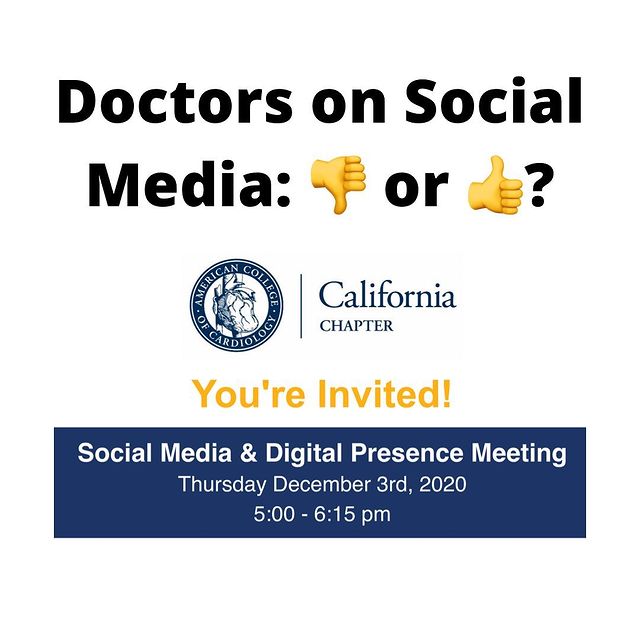 Doctors on Social
Media: 👎 or 👍?
AMERICAN COLLEGE
OF CARDIOLOGY
California
CHAPTER
You're Invited!
Social Media & Digital Presence Meeting
Thursday December 3rd, 2020
5:00 - 6:15 pm